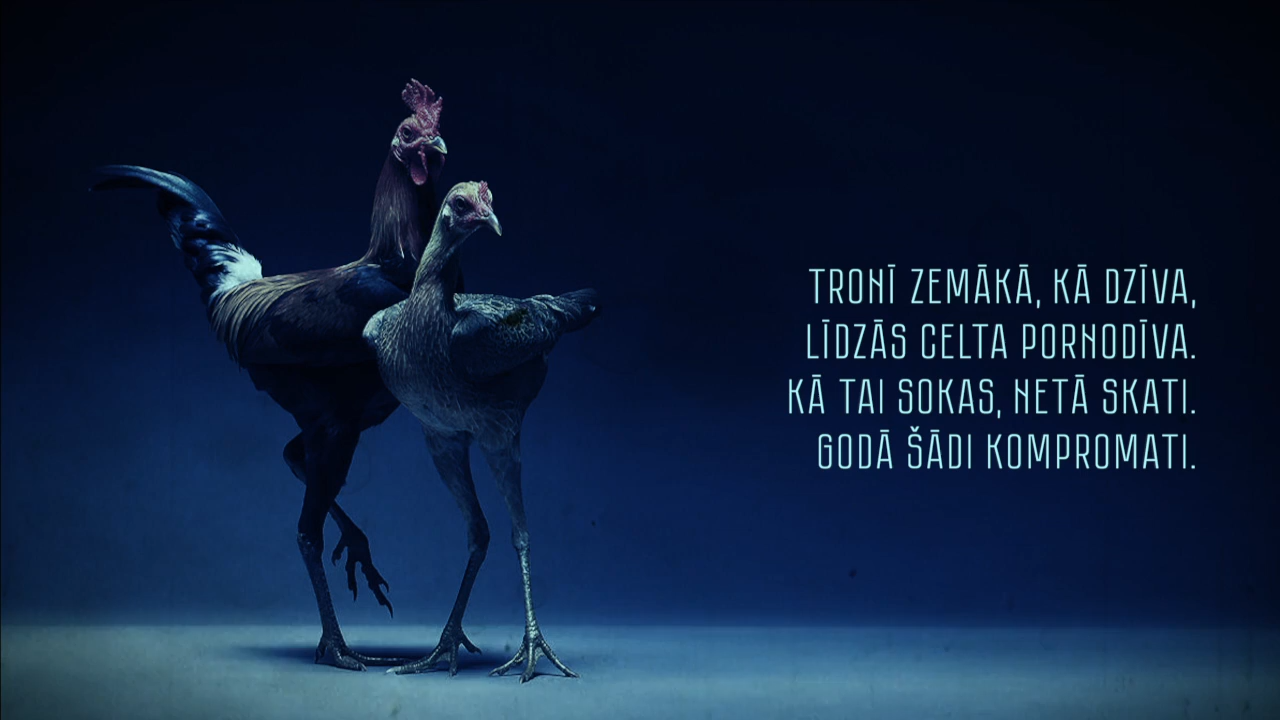 TRONĪ ZEMĀKĀ, KĀ DZĪVA,
LĪDZĀS CELTA PORNODĪVA.
KĀ TAI SOKAS, NETĀ SKATI.
GODĀ ŠĀDI KOMPROMATI.